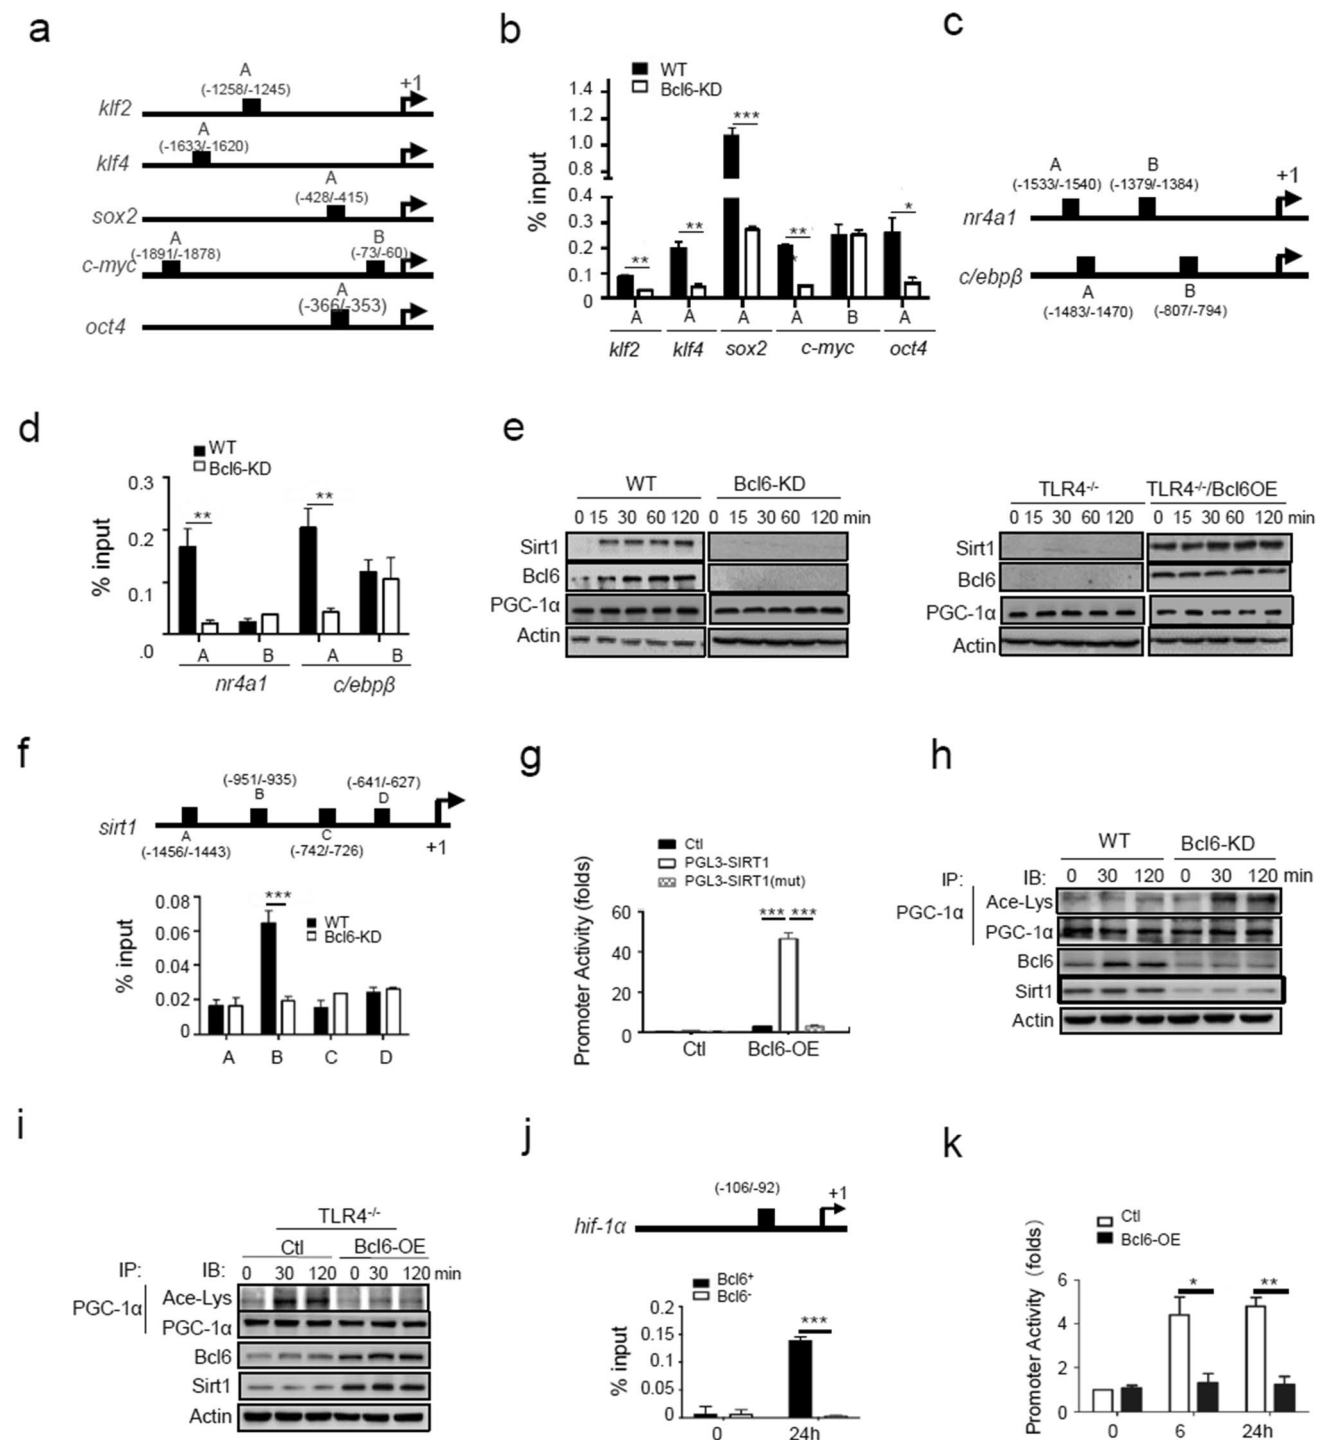 a
A
(-1258/-1245)
+1
klf2
A
(-1633/-1620)
klf4
A
(-428/-415)
sox2
A
B
(-1891/-1878)
(-73/-60)
c-myc
A
(-366/-353)
oct4
b
WT
Bcl6-KD
% input
1.4
1.2
1.0
0.8
0.6
0.4
0.3
0.2
0.1
0
**
**
***
**
*
*
A A A A B A
klf2 klf4 sox2 c-myc oct4
c
A B
(-1533/-1540) (-1379/-1384)
+1
nr4a1
c/ebpβ
A B
(-1483/-1470) (-807/-794)
d
WT
Bcl6-KD
% input
0.3
0.2
0.1
.0
**
**
A B A B
nr4a1 c/ebpβ
e
WT Bcl6-KD
0 15 30 60 120 0 15 30 60 120 min
Sirt1
Bcl6
PGC-1α
Actin
TLR4-/- TLR4-/-/Bcl6OE
0 15 30 60 120 0 15 30 60 120 min
Sirt1
Bcl6
PGC-1α
Actin
f
(-951/-935) (-641/-627)
B D
sirt1
A C
(-1456/-1443) (-742/-726) +1
% input
0.08
0.06
0.04
0.02
0
***
WT
Bcl6-KD
A B C D
g
Ctl
PGL3-SIRT1
PGL3-SIRT1(mut)
Promoter Activity (folds)
60
40
20
0
*** ***
Ctl Bcl6-OE
h
WT Bcl6-KD
IP: IB: 0 30 120 0 30 120 min
PGC-1α
Ace-Lys
PGC-1α
Bcl6
Sirt1
Actin
i
TLR4-/-
Ctl Bcl6-OE
IP: IB: 0 30 120 0 30 120 min
PGC-1α
Ace-Lys
PGC-1α
Bcl6
Sirt1
Actin
j
(-106/-92)
+1
hif-1α
Bcl6+
Bcl6-
% input
0.2
0.15
0.1
0.05
0
***
0 24h
k
Ctl
Bcl6-OE
Promoter Activity (folds)
6
4
2
0
* **
0 6 24h